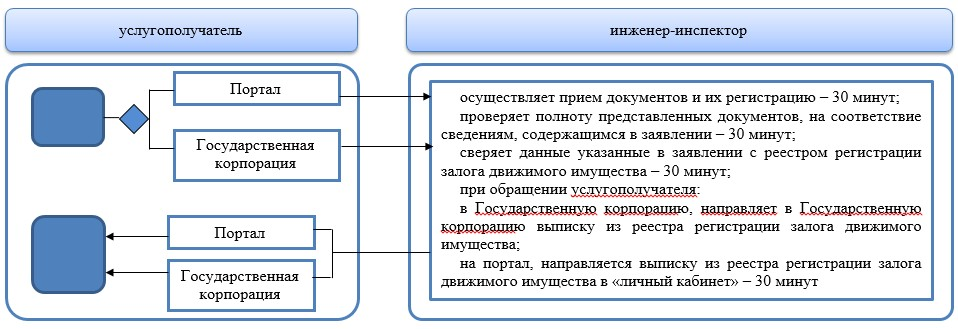 услугополучатель
инженер-инспектор
Портал
Государственная
корпорация
осуществляет прием документов и их регистрацию – 30 минут;
проверяет полноту представленных документов, на соответствие
сведениям, содержащимся в заявлении – 30 минут;
сверяет данные указанные в заявлении с реестром регистрации
залога движимого имущества – 30 минут;
при обращении услугополучателя:
в Государственную корпорацию, направляет в Государственную
корпорацию выписку из реестра регистрации залога движимого
имущества;
на портал, направляется выписку из реестра регистрации залога
движимого имущества в «личный кабинет» – 30 минут
Портал
Государственная
корпорация